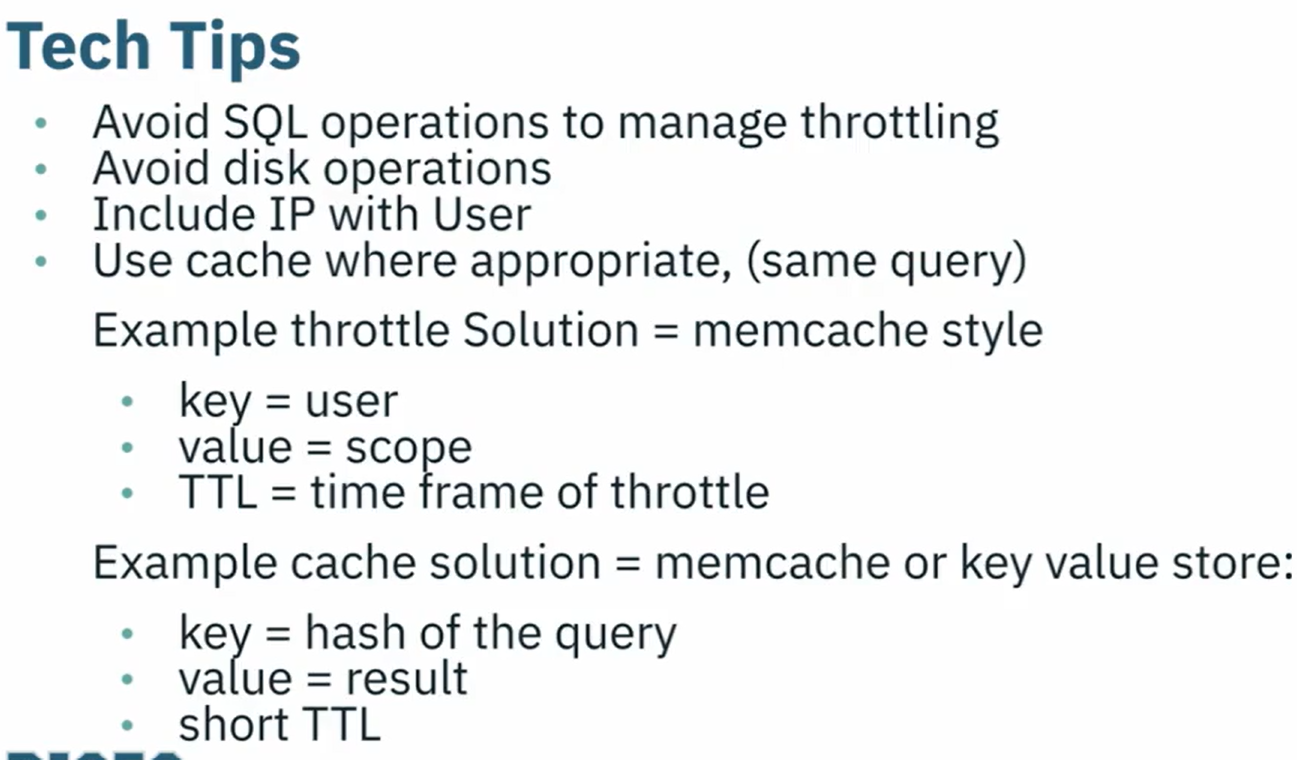 Tech Tips
• Avoid SQL operations to manage throttling
• Avoid disk operations
• Include IP with User
• Use cache where appropriate, (same query)
Example throttle Solution = memcache style
• key = user
• value = scope
• TTL = time frame of throttle
Example cache solution = memcache or key value store:
• key = hash of the query
• value = result
• short TTL